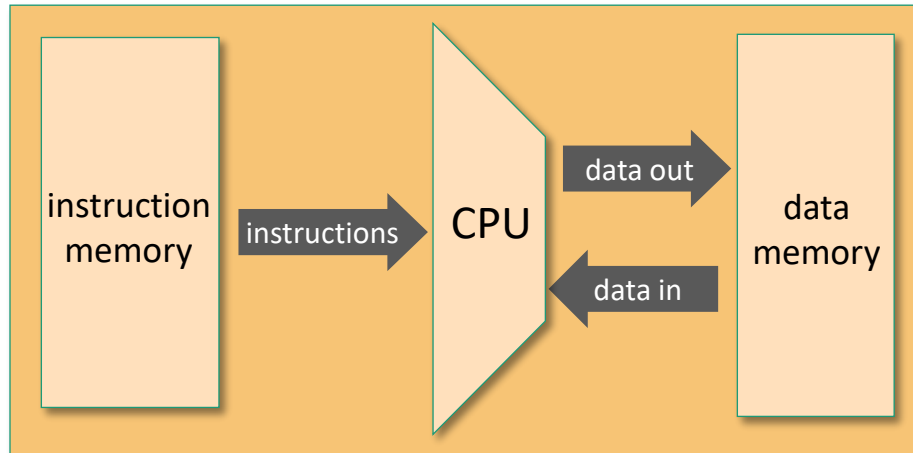 instruction
memory
instructions
CPU
data out
data in
data
memory